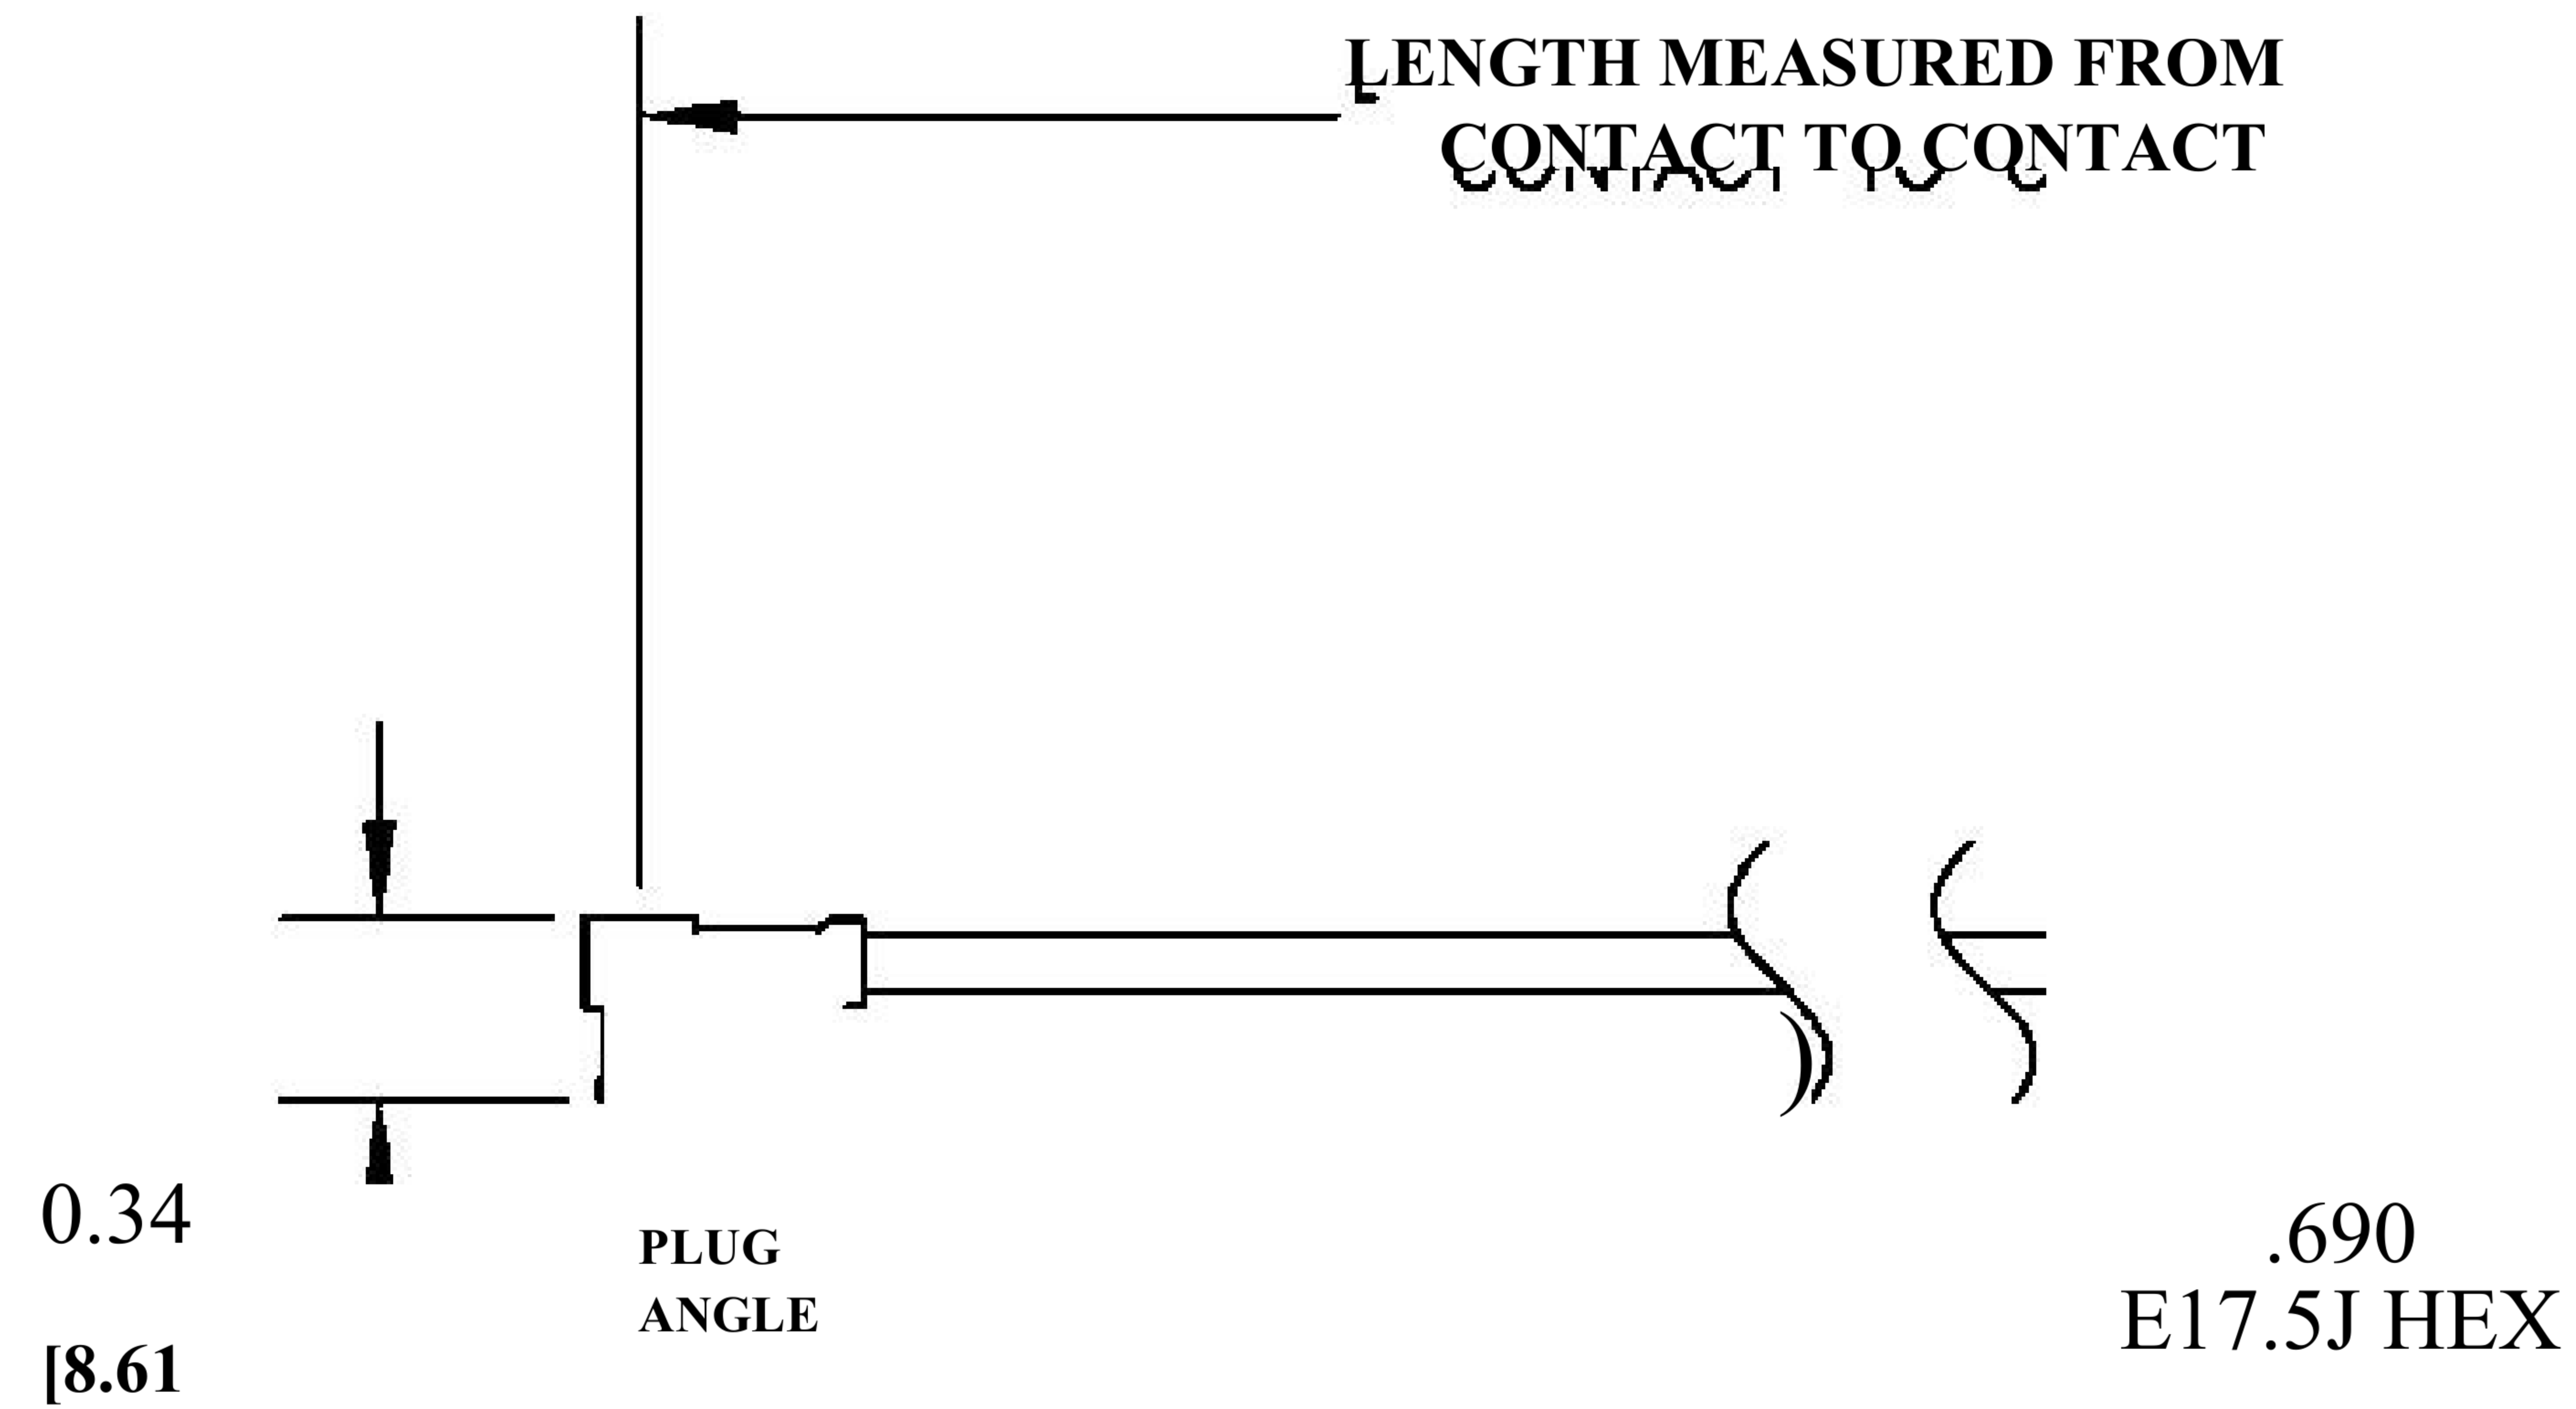 LENGTH MEASURED FROM
CONTACT TO CONTACT
)
0.34
[8.61
PLUG
ANGLE
.690
E17.5J HEX